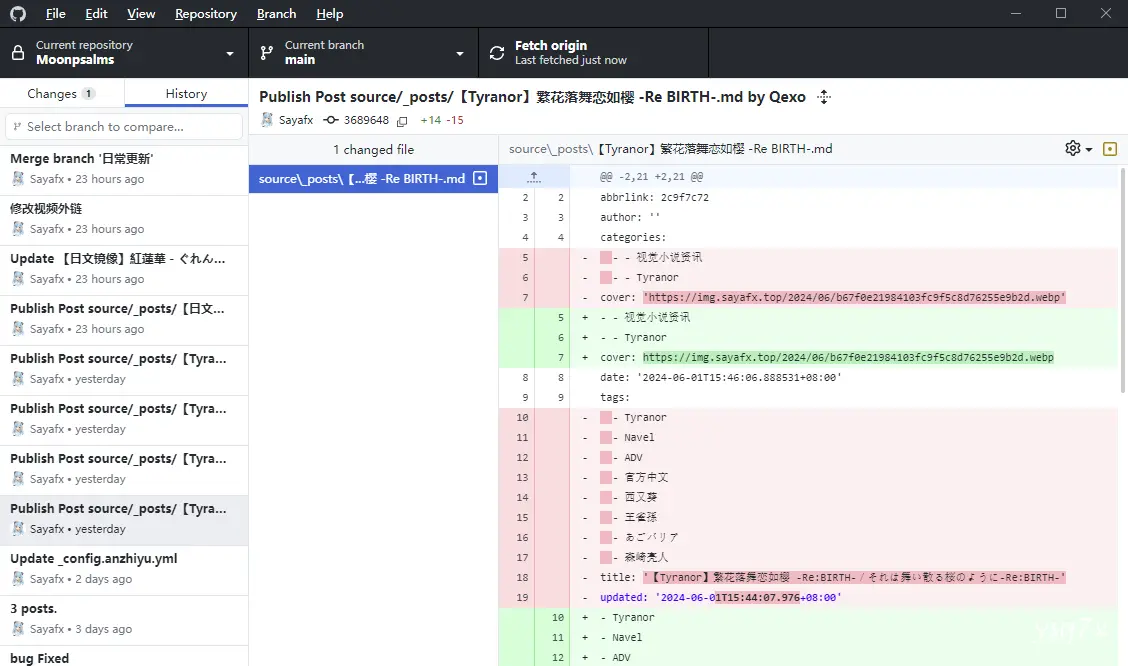 File Edit View Repository Branch Help
Current repository
Moonpsalms
Current branch
main
Fetch origin
Last fetched just now
Changes 1
History
Select branch to compare...
Merge branch '日常更新'
Sayafx • 23 hours ago
修改视频外链
Sayafx • 23 hours ago
Update 【日文镜像】紅蓮華 - ぐれん...
Sayafx • 23 hours ago
Publish Post source/_posts/【日文...
Sayafx • 23 hours ago
Publish Post source/_posts/【Tyra...
Sayafx • yesterday
Publish Post source/_posts/【Tyra...
Sayafx • yesterday
Publish Post source/_posts/【Tyra...
Sayafx • yesterday
Publish Post source/_posts/【Tyra...
Sayafx • yesterday
Update _config.anzhiyu.yml
Sayafx • 2 days ago
3 posts.
Sayafx • 3 days ago
bug Fixed
Publish Post source/_posts/【Tyranor】繁花落舞恋如樱 -Re BIRTH-.md by Qexo
Sayafx 3689648 +14 -15
1 changed file
source\_posts\【...樱 -Re BIRTH-.md
source\_posts\【Tyranor】繁花落舞恋如樱 -Re BIRTH-.md
@@ -2,21 +2,21 @@
2 2 abbrlink: 2c9f7c72
3 3 author: ''
4 4 categories:
5 - - - 视觉小说资讯
6 - - - Tyranor
7 - cover: 'https://img.sayafx.top/2024/06/b67f0e21984103fc9f5c8d76255e9b2d.webp'
5 + - - 视觉小说资讯
6 + - - Tyranor
7 + cover: https://img.sayafx.top/2024/06/b67f0e21984103fc9f5c8d76255e9b2d.webp
8 8 date: '2024-06-01T15:46:06.888531+08:00'
9 9 tags:
10 - - Tyranor
11 - - Navel
12 - - ADV
13 - - 官方中文
14 - - 西又葵
15 - - 王雀孫
16 - - あごバリア
17 - - 森崎亮人
18 - title: '【Tyranor】繁花落舞恋如樱 -Re:BIRTH-/それは舞い散る桜のように-Re:BIRTH-'
19 - updated: '2024-06-01T15:44:07.976+08:00'
10 + - Tyranor
11 + - Navel
12 + - ADV